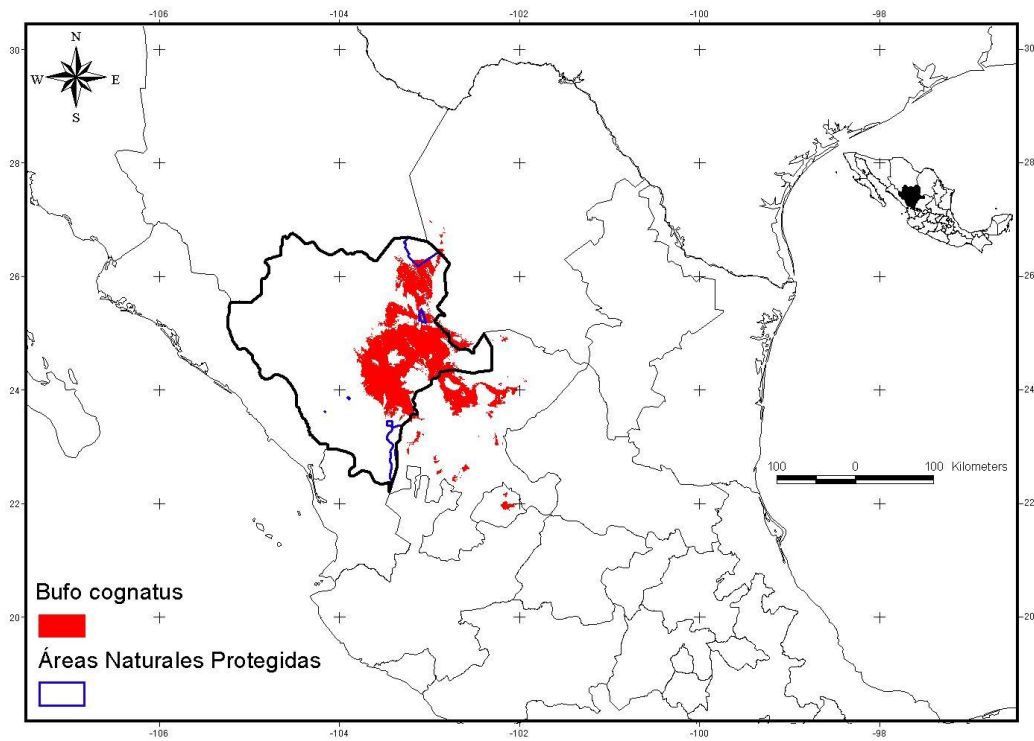 -106 -104 -102 -100 -98
N
W E
S
30 30
28 28
26 26
24 24
22 22
20 20
100 0 100 Kilometers
Bufo cognatus
Áreas Naturales Protegidas
-106 -104 -102 -100 -98